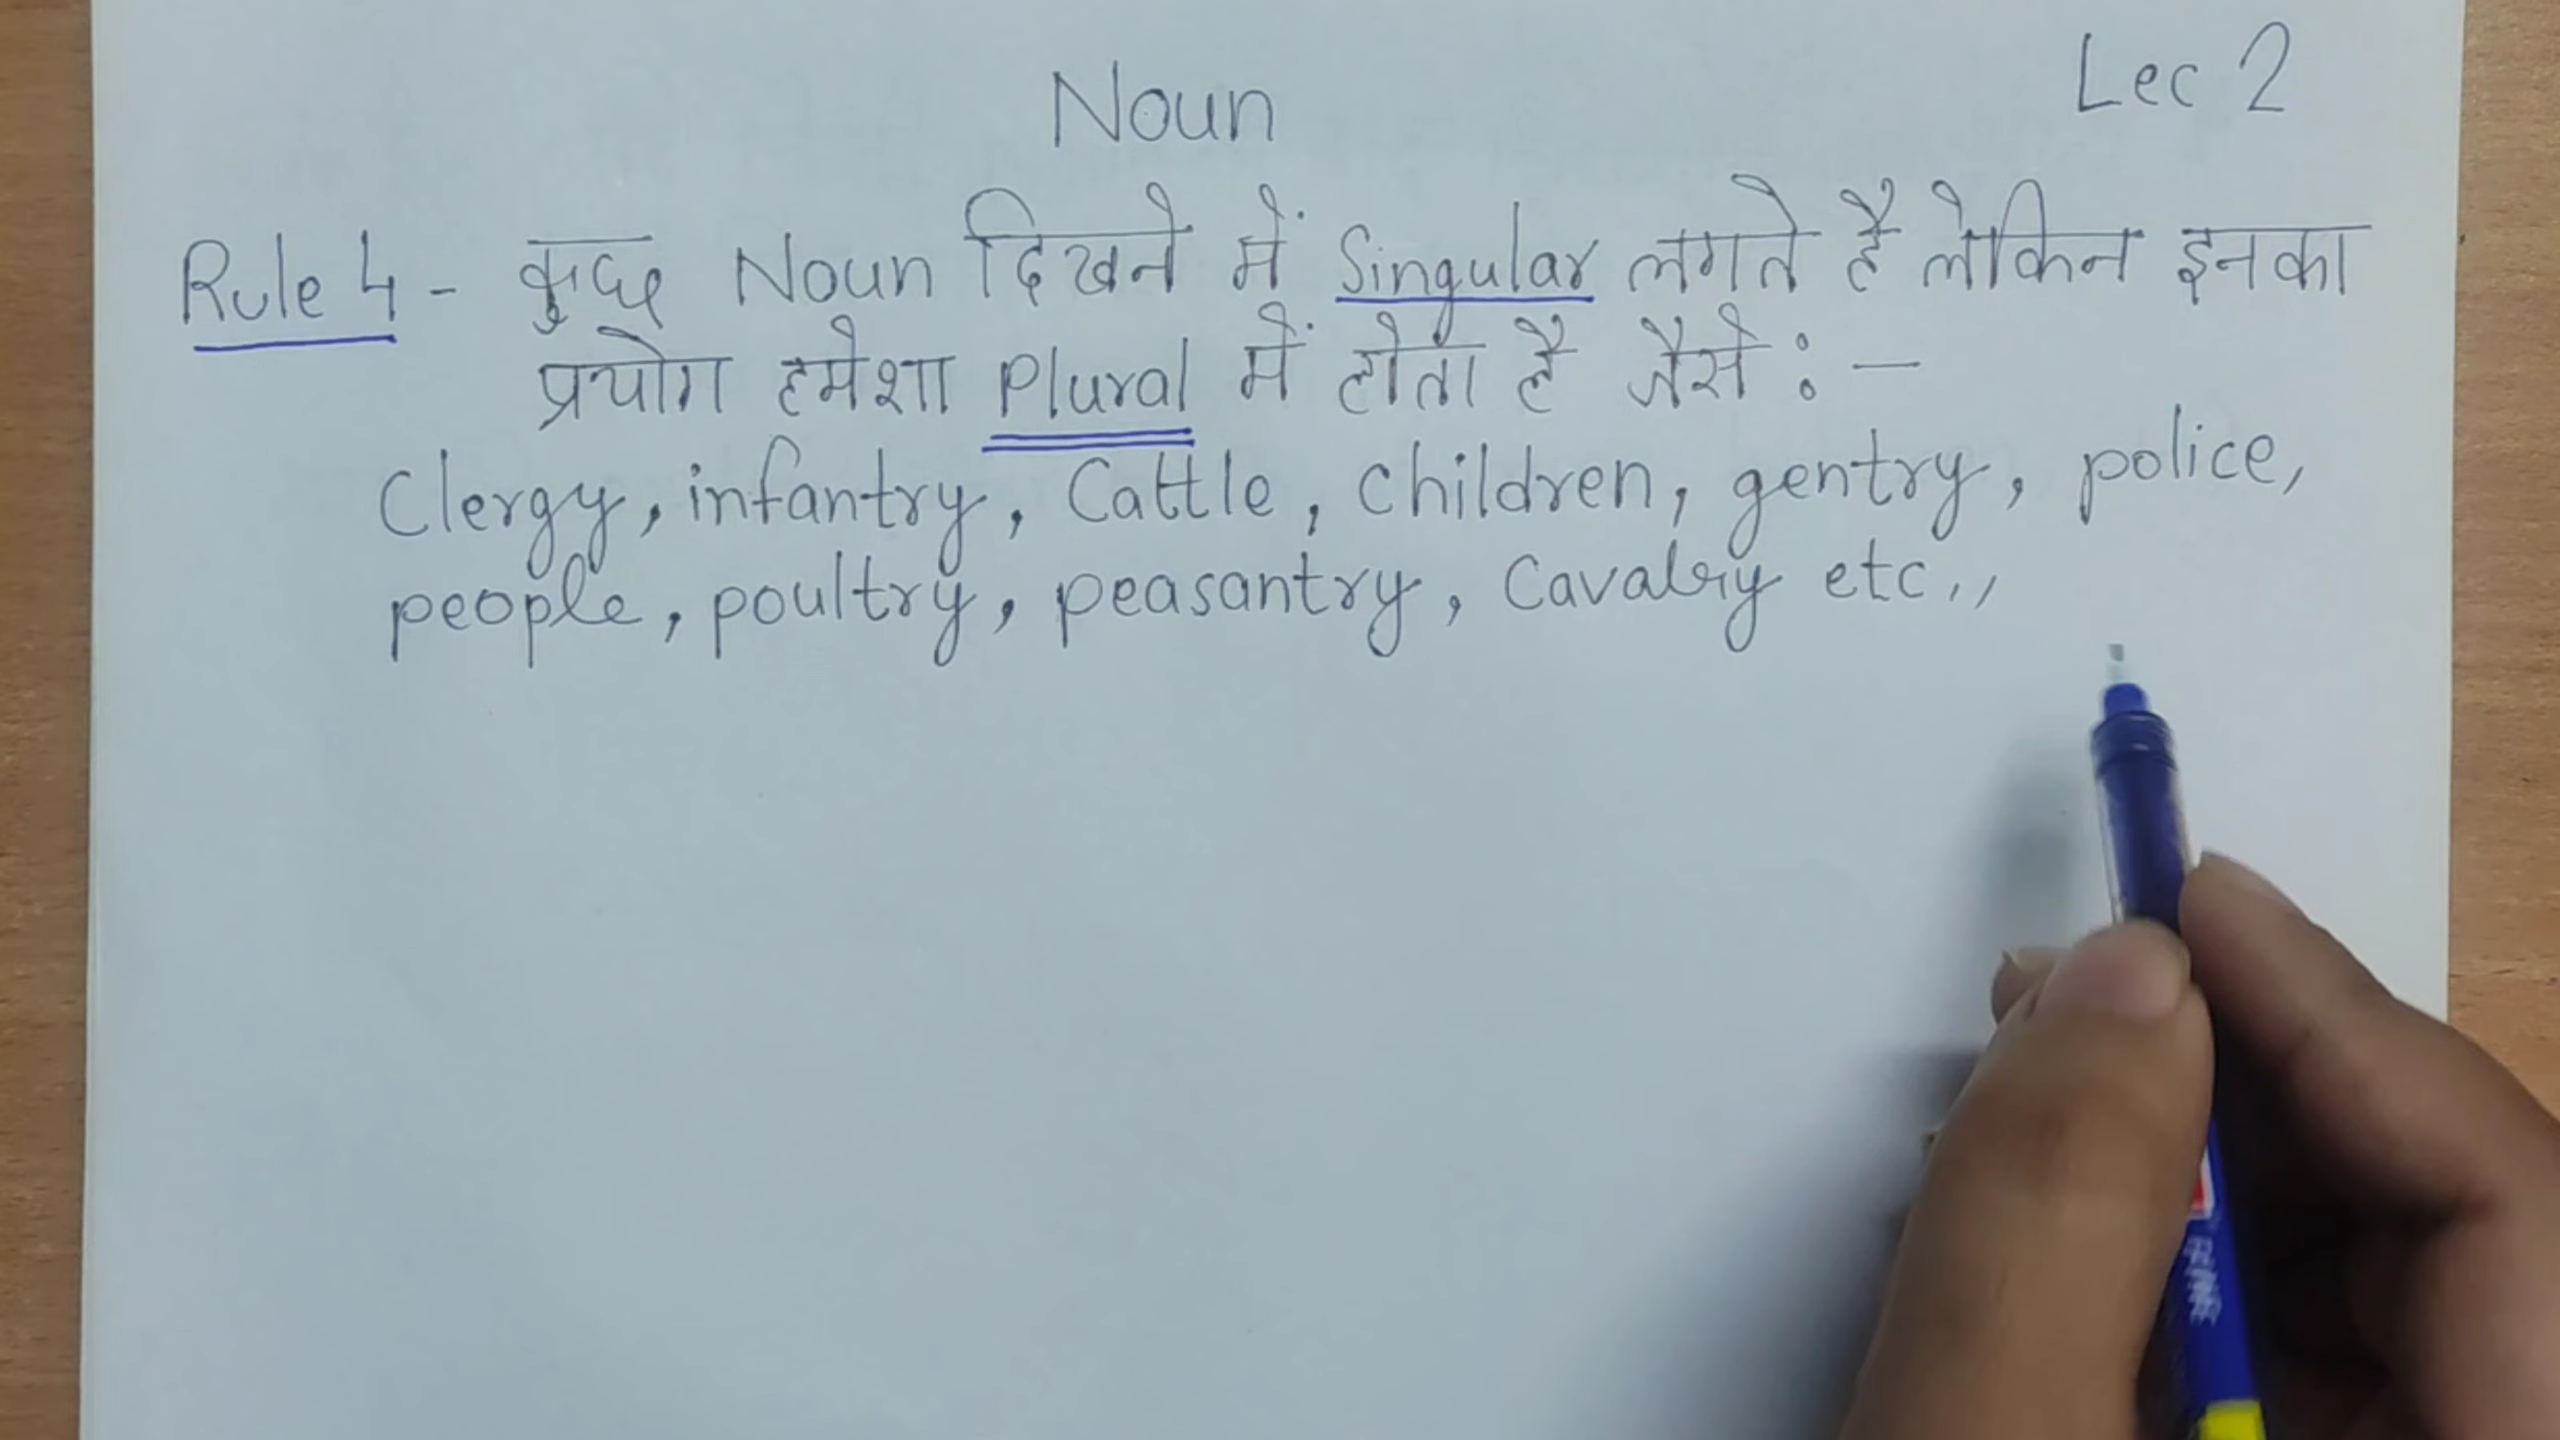 Lec 2
Noun
Rule 4 - कुछ Noun दिखने में Singular लगते है लेकिन इनका
प्रयोग हमेशा Plural में होता है जैसे : -
Clergy, infantry, Cattle, children, gentry, police,
people, poultry, peasantry, Cavalry etc.,